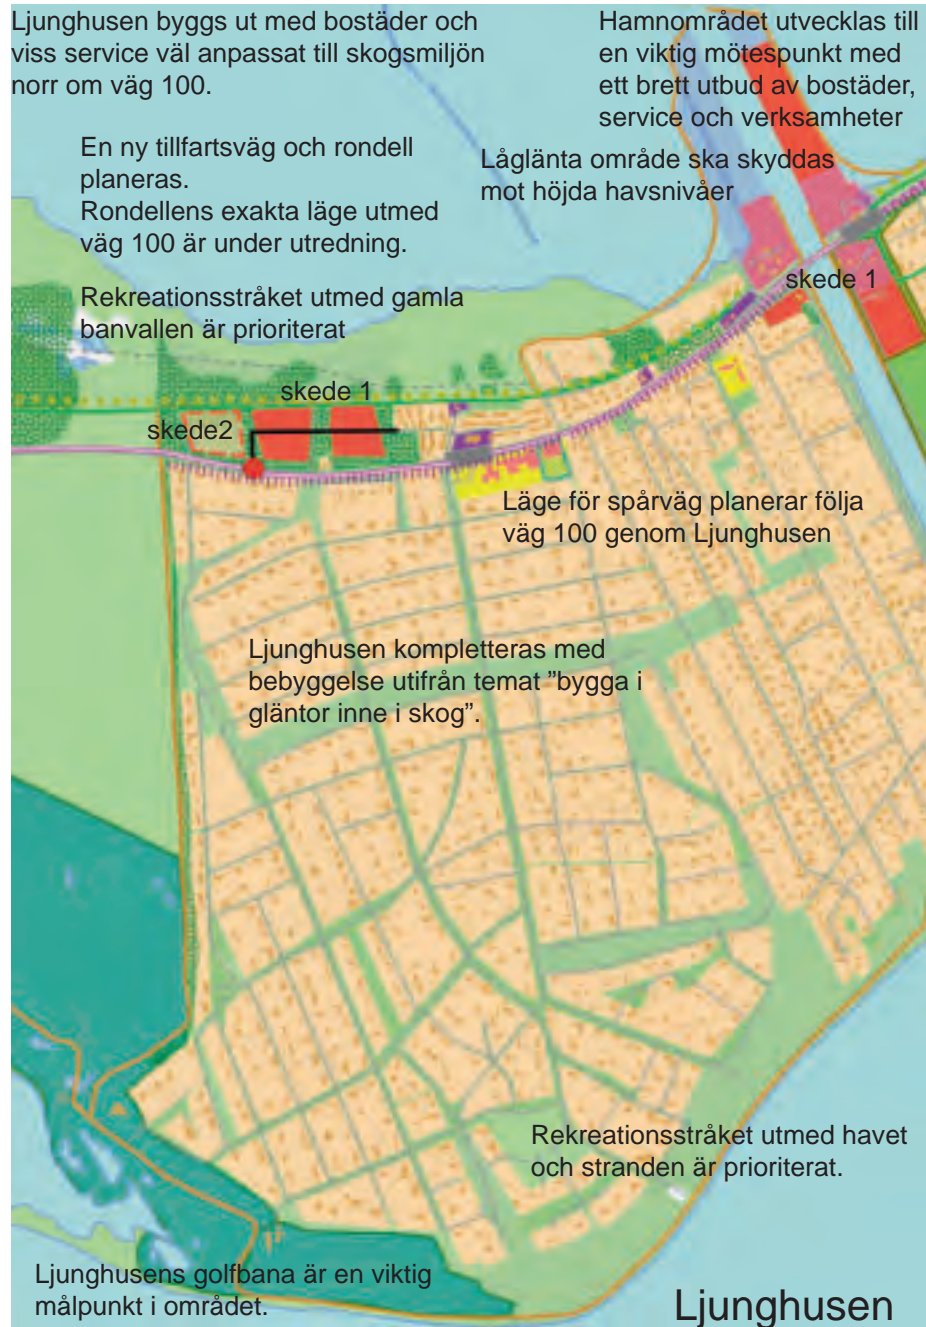 Ljunghusen byggs ut med bostäder och
viss service väl anpassat till skogsmiljön
norr om väg 100.
Hamnområdet utvecklas till
en viktig mötespunkt med
ett brett utbud av bostäder,
service och verksamheter
En ny tillfartsväg och rondell
planeras.
Rondellens exakta läge utmed
väg 100 är under utredning.
Låglänta område ska skyddas
mot höjda havsnivåer
Rekreationsstråket utmed gamla
banvallen är prioriterat
skede 1
skede 1
skede2
Läge för spårväg planerar följa
väg 100 genom Ljunghusen
Ljunghusen kompletteras med
bebyggelse utifrån temat ”bygga i
gläntor inne i skog”.
Rekreationsstråket utmed havet
och stranden är prioriterat.
Ljunghusens golfbana är en viktig
målpunkt i området.
Ljunghusen